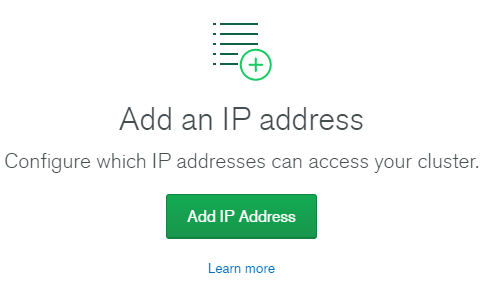 Add an IP address
Configure which IP addresses can access your cluster.
Add IP Address
Learn more